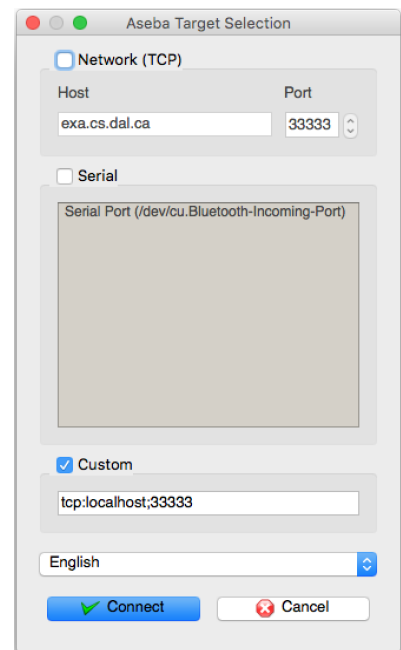 Aseba Target Selection
Network (TCP)
Host Port
exa.cs.dal.ca 33333
Serial
Serial Port (/dev/cu.Bluetooth-Incoming-Port)
Custom
tcp:localhost;33333
English
Connect Cancel